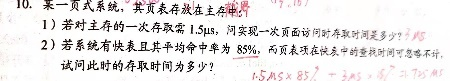 10. 某一页式系统，其页表存放在主存中：
1）若对主存的一次存取需 1.5μs，问实现一次页面访问时存取时间是多少？3μs
2）若系统有快表且其平均命中率为 85%，而页表项在快表中的查找时间可忽略不计，
试问此时的存取时间为多少？
1.5μs×85% + 3μs